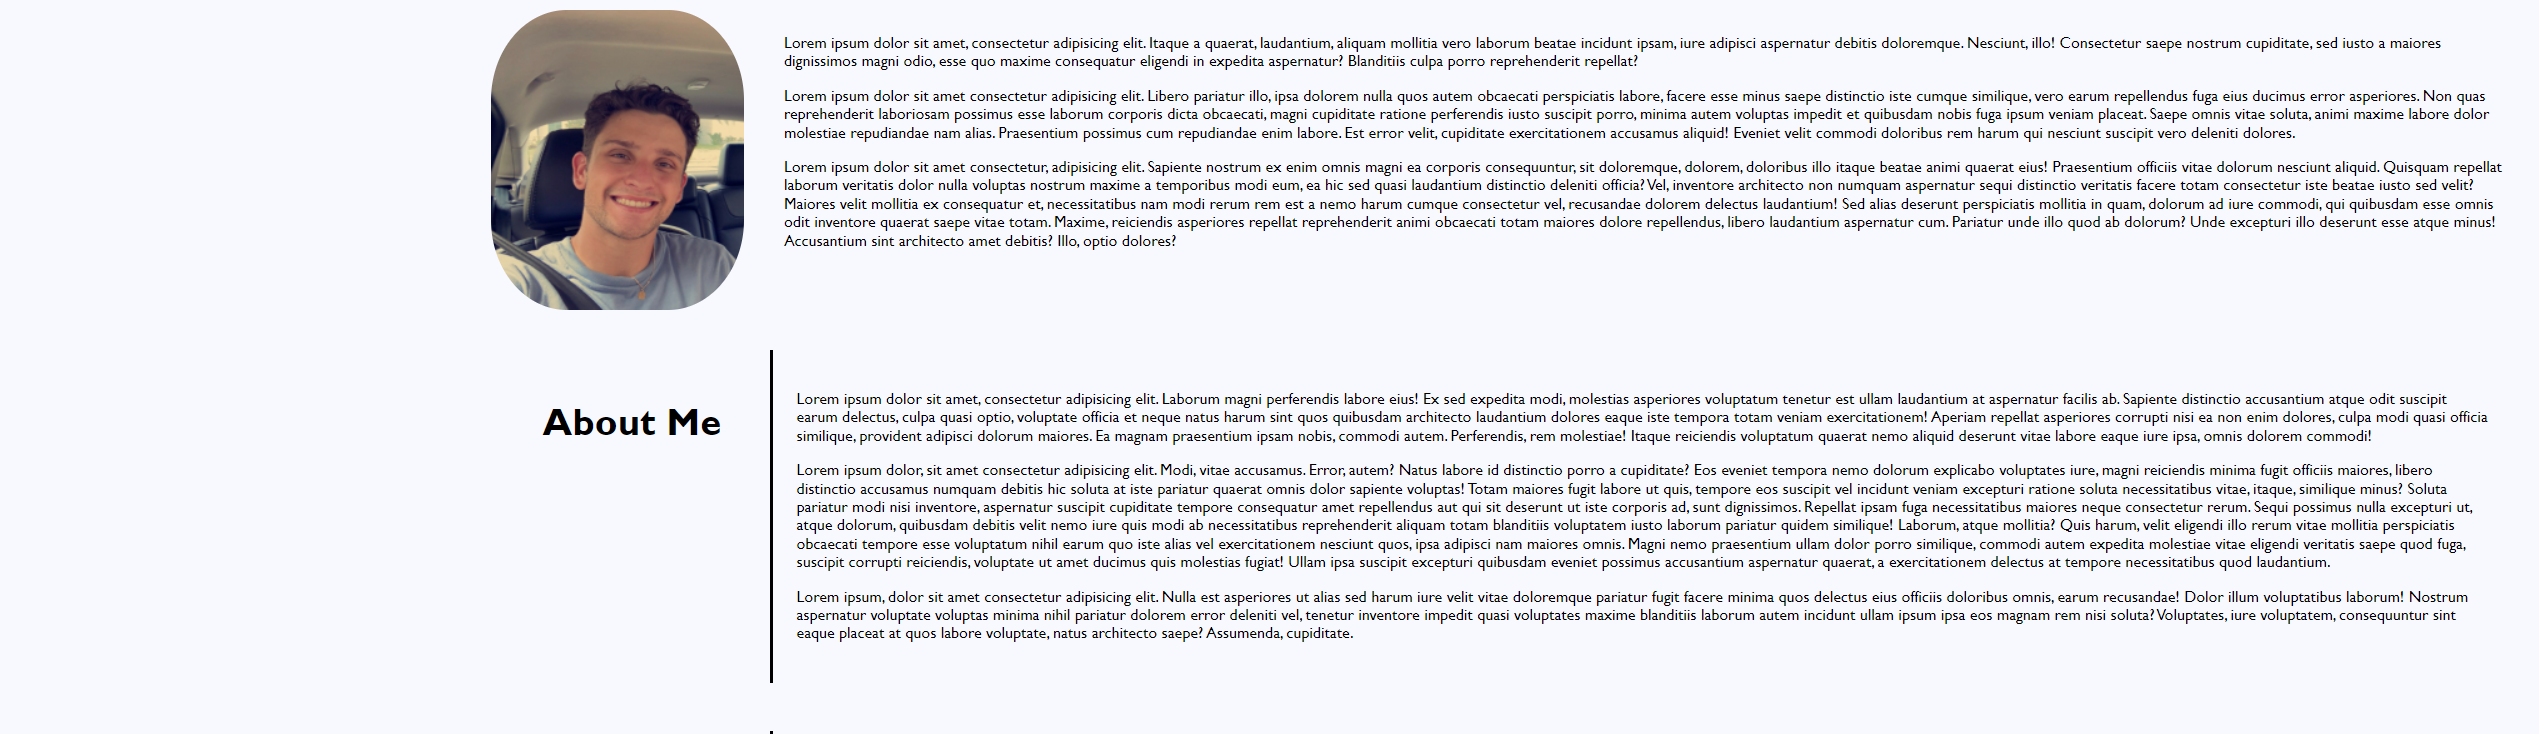 Lorem ipsum dolor sit amet, consectetur adipisicing elit. Itaque a quaerat, laudantium, aliquam mollitia vero laborum beatae incidunt ipsam, iure adipisci aspernatur debitis doloremque. Nesciunt, illo! Consectetur saepe nostrum cupiditate, sed iusto a maiores
dignissimos magni odio, esse quo maxime consequatur eligendi in expedita aspernatur? Blanditiis culpa porro reprehenderit repellat?
Lorem ipsum dolor sit amet consectetur adipisicing elit. Libero pariatur illo, ipsa dolorem nulla quos autem obcaecati perspiciatis labore, facere esse minus saepe distinctio iste cumque similique, vero earum repellendus fuga eius ducimus error asperiores. Non quas
reprehenderit laboriosam possimus esse laborum corporis dicta obcaecati, magni cupiditate ratione perferendis iusto suscipit porro, minima autem voluptas impedit et quibusdam nobis fuga ipsum veniam placeat. Saepe omnis vitae soluta, animi maxime labore dolor
molestiae repudiandae nam alias. Praesentium possimus cum repudiandae enim labore. Est error velit, cupiditate exercitationem accusamus aliquid! Eveniet velit commodi doloribus rem harum qui nesciunt suscipit vero deleniti dolores.
Lorem ipsum dolor sit amet consectetur, adipisicing elit. Sapiente nostrum ex enim omnis magni ea corporis consequuntur, sit doloremque, dolorem, doloribus illo itaque beatae animi quaerat eius! Praesentium officiis vitae dolorum nesciunt aliquid. Quisquam repellat
laborum veritatis dolor nulla voluptas nostrum maxime a temporibus modi eum, ea hic sed quasi laudantium distinctio deleniti officia? Vel, inventore architecto non numquam aspernatur sequi distinctio veritatis facere totam consectetur iste beatae iusto sed velit?
Maiores velit mollitia ex consequatur et, necessitatibus nam modi rerum rem est a nemo harum cumque consectetur vel, recusandae dolorem delectus laudantium! Sed alias deserunt perspiciatis mollitia in quam, dolorum ad iure commodi, qui quibusdam esse omnis
odit inventore quaerat saepe vitae totam. Maxime, reiciendis asperiores repellat reprehenderit animi obcaecati totam maiores dolore repellendus, libero laudantium aspernatur cum. Pariatur unde illo quod ab dolorum? Unde excepturi illo deserunt esse atque minus!
Accusantium sint architecto amet debitis? Illo, optio dolores?
About Me
Lorem ipsum dolor sit amet, consectetur adipisicing elit. Laborum magni perferendis labore eius! Ex sed expedita modi, molestias asperiores voluptatum tenetur est ullam laudantium at aspernatur facilis ab. Sapiente distinctio accusantium atque odit suscipit
earum delectus, culpa quasi optio, voluptate officia et neque natus harum sint quos quibusdam architecto laudantium dolores eaque iste tempora totam veniam exercitationem! Aperiam repellat asperiores corrupti nisi ea non enim dolores, culpa modi quasi officia
similique, provident adipisci dolorum maiores. Ea magnam praesentium ipsam nobis, commodi autem. Perferendis, rem molestiae! Itaque reiciendis voluptatum quaerat nemo aliquid deserunt vitae labore eaque iure ipsa, omnis dolorem commodi!
Lorem ipsum dolor, sit amet consectetur adipisicing elit. Modi, vitae accusamus. Error, autem? Natus labore id distinctio porro a cupiditate? Eos eveniet tempora nemo dolorum explicabo voluptates iure, magni reiciendis minima fugit officiis maiores, libero
distinctio accusamus numquam debitis hic soluta at iste pariatur quaerat omnis dolor sapiente voluptas! Totam maiores fugit labore ut quis, tempore eos suscipit vel incidunt veniam excepturi ratione soluta necessitatibus vitae, itaque, similique minus? Soluta
pariatur modi nisi inventore, aspernatur suscipit cupiditate tempore consequatur amet repellendus aut qui sit deserunt ut iste corporis ad, sunt dignissimos. Repellat ipsam fuga necessitatibus maiores neque consectetur rerum. Sequi possimus nulla excepturi ut,
atque dolorum, quibusdam debitis velit nemo iure quis modi ab necessitatibus reprehenderit aliquam totam blanditiis voluptatem iusto laborum pariatur quidem similique! Laborum, atque mollitia? Quis harum, velit eligendi illo rerum vitae mollitia perspiciatis
obcaecati tempore esse voluptatum nihil earum quo iste alias vel exercitationem nesciunt quos, ipsa adipisci nam maiores omnis. Magni nemo praesentium ullam dolor porro similique, commodi autem expedita molestiae vitae eligendi veritatis saepe quod fuga,
suscipit corrupti reiciendis, voluptate ut amet ducimus quis molestias fugiat! Ullam ipsa suscipit excepturi quibusdam eveniet possimus accusantium aspernatur quaerat, a exercitationem delectus at tempore necessitatibus quod laudantium.
Lorem ipsum, dolor sit amet consectetur adipisicing elit. Nulla est asperiores ut alias sed harum iure velit vitae doloremque pariatur fugit facere minima quos delectus eius officiis doloribus omnis, earum recusandae! Dolor illum voluptatibus laborum! Nostrum
aspernatur voluptate voluptas minima nihil pariatur dolorem error deleniti vel, tenetur inventore impedit quasi voluptates maxime blanditiis laborum autem incidunt ullam ipsum ipsa eos magnam rem nisi soluta? Voluptates, iure voluptatem, consequuntur sint
eaque placeat at quos labore voluptate, natus architecto saepe? Assumenda, cupiditate.